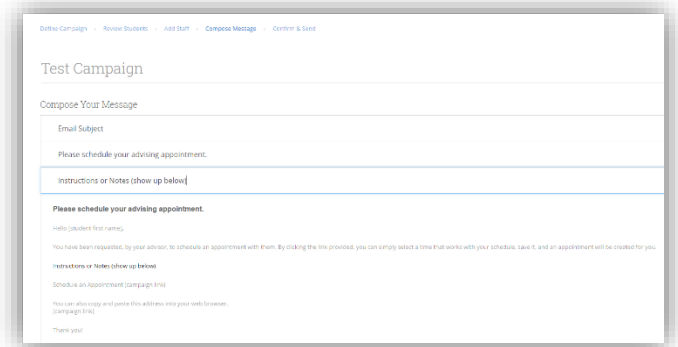 Define Campaign › Review Students › Add Staff › Compose Message › Confirm & Send
Test Campaign
Compose Your Message
Email Subject
Please schedule your advising appointment.
Instructions or Notes (show up below)
Please schedule your advising appointment.
Hello [student first name],
You have been requested, by your advisor, to schedule an appointment with them. By clicking the link provided, you can simply select a time that works with your schedule, save it, and an appointment will be created for you.
Instructions or Notes (show up below)
Schedule an Appointment [campaign link]
You can also copy and paste this address into your web browser.
[campaign link]
Thank you!